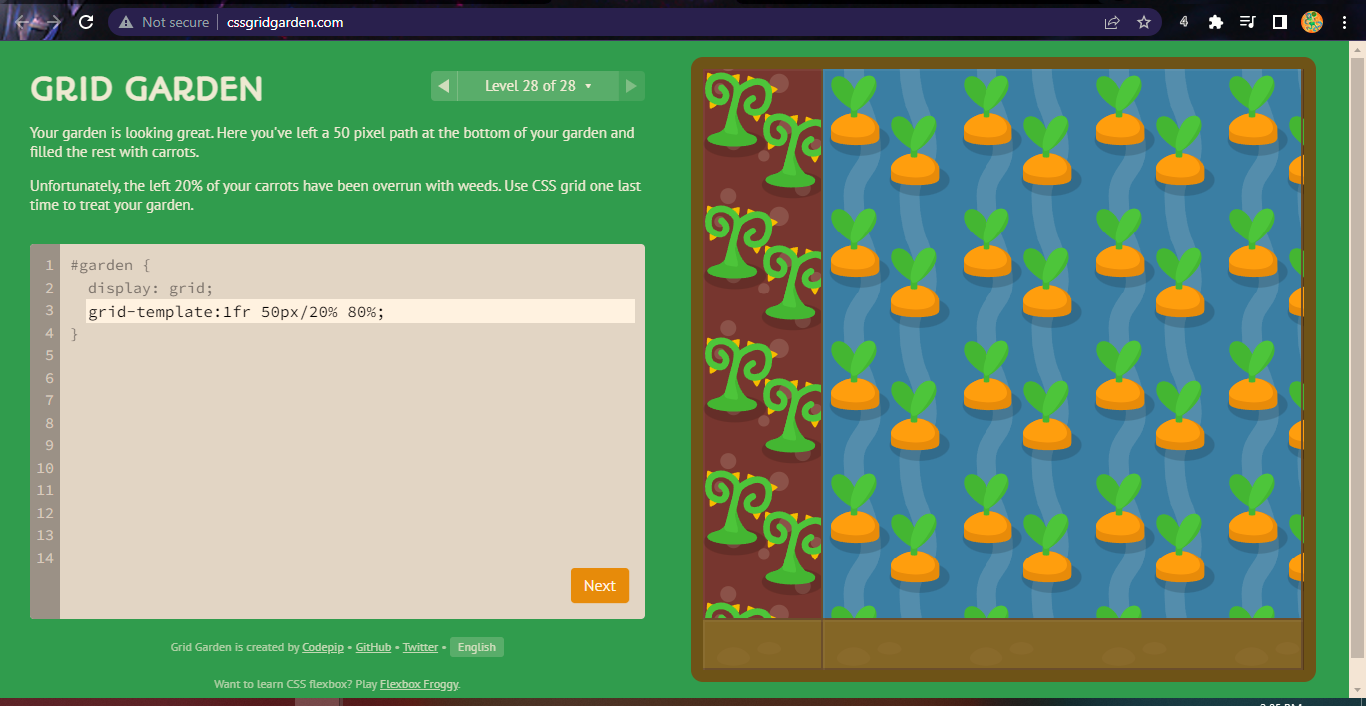 Not secure cssgridgarden.com 4
GRID GARDEN
Level 28 of 28
Your garden is looking great. Here you've left a 50 pixel path at the bottom of your garden and
filled the rest with carrots.
Unfortunately, the left 20% of your carrots have been overrun with weeds. Use CSS grid one last
time to treat your garden.
1 #garden {
2 display: grid;
3 grid-template:1fr 50px/20% 80%;
4 }
5
6
7
8
9
10
11
12
13
14
Next
Grid Garden is created by Codepip • GitHub • Twitter • English
Want to learn CSS flexbox? Play Flexbox Froggy.